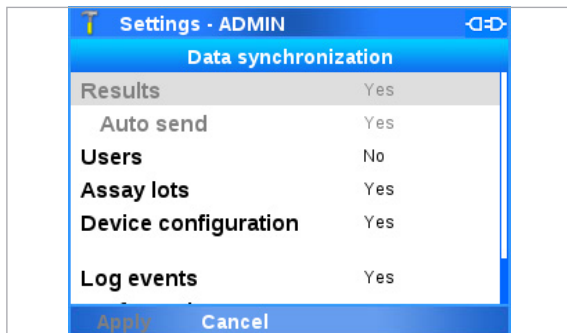 Settings - ADMIN
Data synchronization
Results Yes
Auto send Yes
Users No
Assay lots Yes
Device configuration Yes
Log events Yes
Apply Cancel